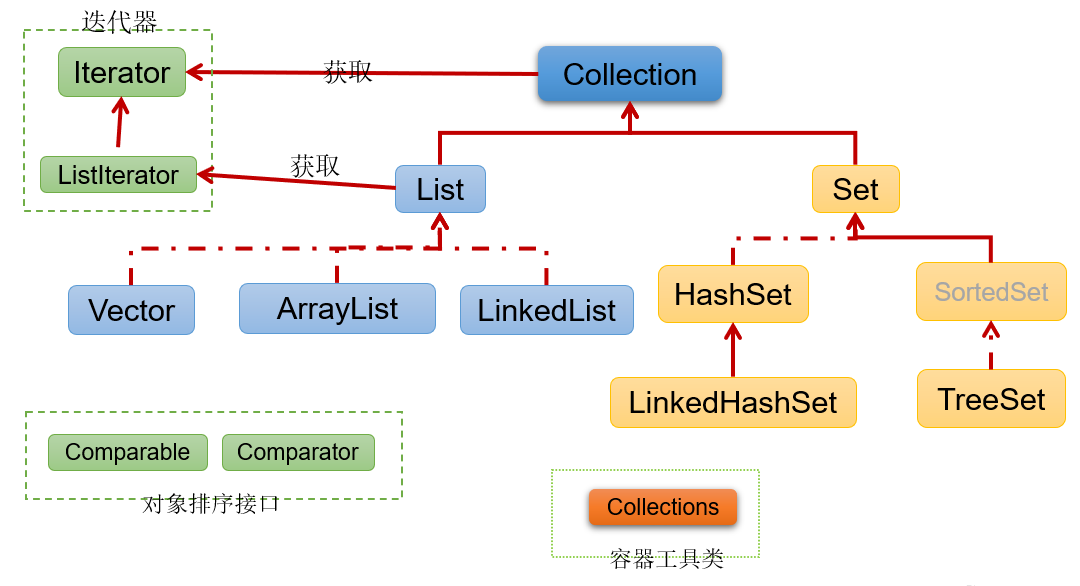 迭代器
Iterator
获取
Collection
ListIterator
获取
List
Set
Vector
ArrayList
LinkedList
HashSet
SortedSet
LinkedHashSet
TreeSet
Comparable
Comparator
对象排序接口
Collections
容器工具类